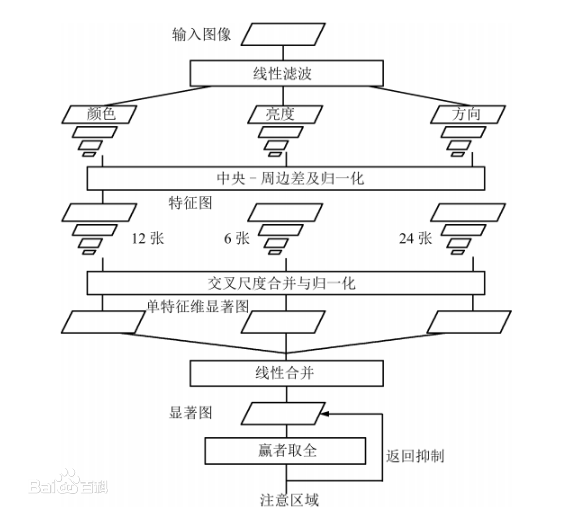 输入图像
线性滤波
颜色
亮度
方向
中央-周边差及归一化
特征图
12 张
6 张
24 张
交叉尺度合并与归一化
单特征维显著图
线性合并
显著图
赢者取全
返回抑制
注意区域
Baidu百科